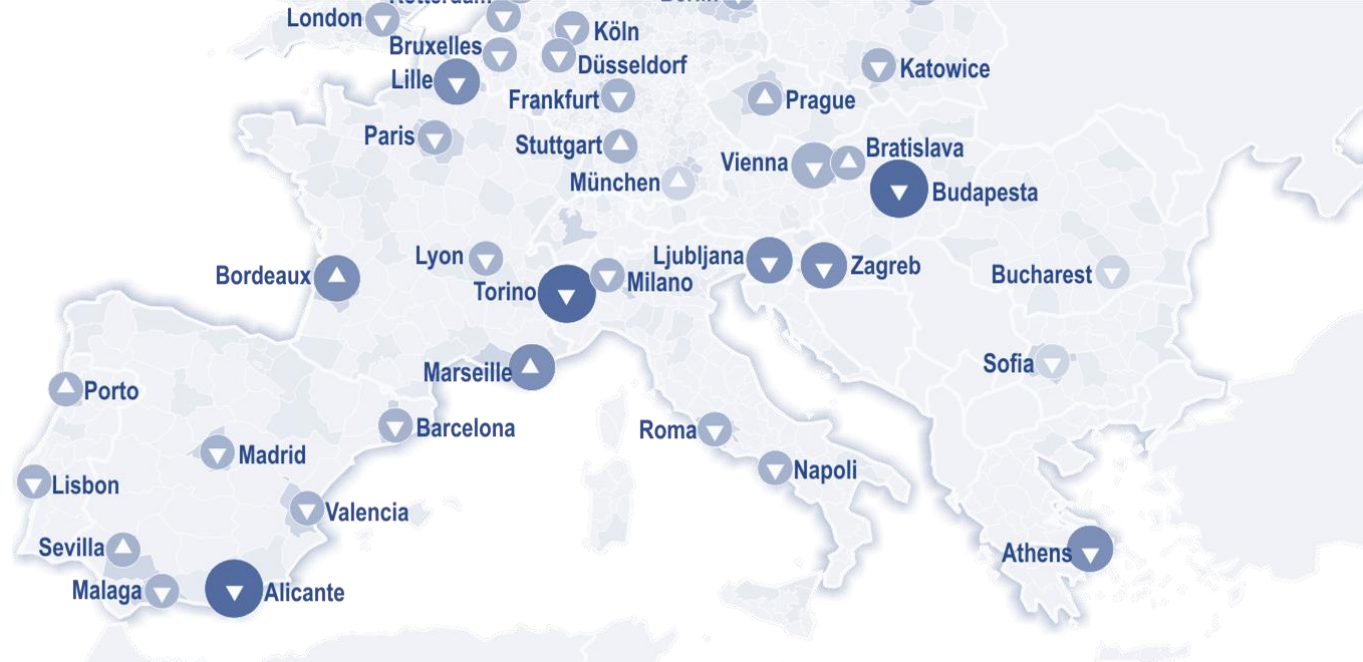 London
Köln
Bruxelles
Düsseldorf
Lille
Katowice
Frankfurt
Prague
Paris
Stuttgart
Bratislava
Vienna
München
Budapesta
Lyon
Ljubljana
Zagreb
Bordeaux
Bucharest
Milano
Torino
Sofia
Marseille
Porto
Barcelona
Roma
Madrid
Napoli
Lisbon
Valencia
Sevilla
Athens
Malaga
Alicante